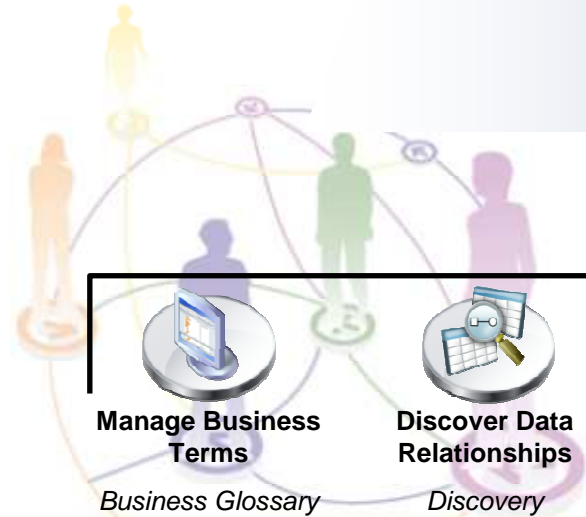 Manage Business
Terms
Business Glossary
Discover Data
Relationships
Discovery